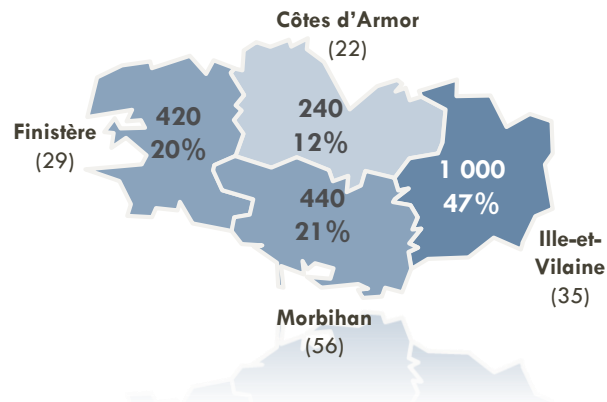 Côtes d'Armor
(22)
420
20%
240
12%
Finistère
(29)
1 000
47%
440
21%
Ille-et-
Vilaine
(35)
Morbihan
(56)